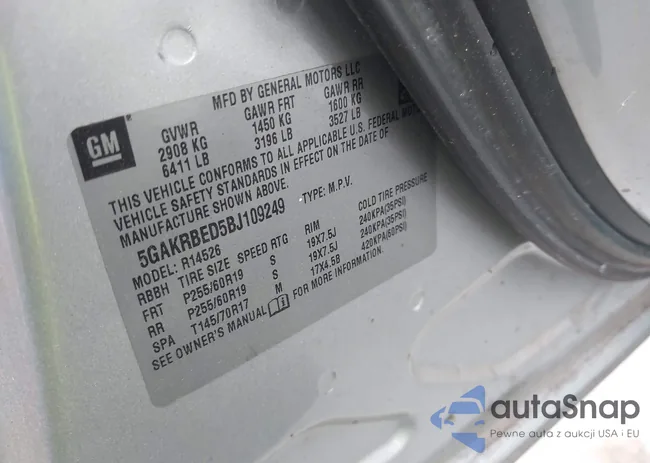 MFD BY GENERAL MOTORS LLC
GM
GVWR GAWR FRT GAWR RR
2908 KG 1450 KG 1600 KG
6411 LB 3196 LB 3527 LB
THIS VEHICLE CONFORMS TO ALL APPLICABLE U.S. FEDERAL
VEHICLE SAFETY STANDARDS IN EFFECT ON THE DATE OF
MANUFACTURE SHOWN ABOVE.
5GAKRBED5BJ109249 TYPE: M.P.V.
MODEL: R14526
RBBH TIRE SIZE SPEED RTG RIM COLD TIRE PRESSURE
FRT P255/60R19 S 19X7.5J 240KPA(35PSI)
RR P255/60R19 S 19X7.5J 240KPA(35PSI)
SPA T145/70R17 M 17X4.5B 420KPA(60PSI)
SEE OWNER'S MANUAL FOR MORE INFORMATION.
autaSnap
Pewne auta z aukcji USA i EU